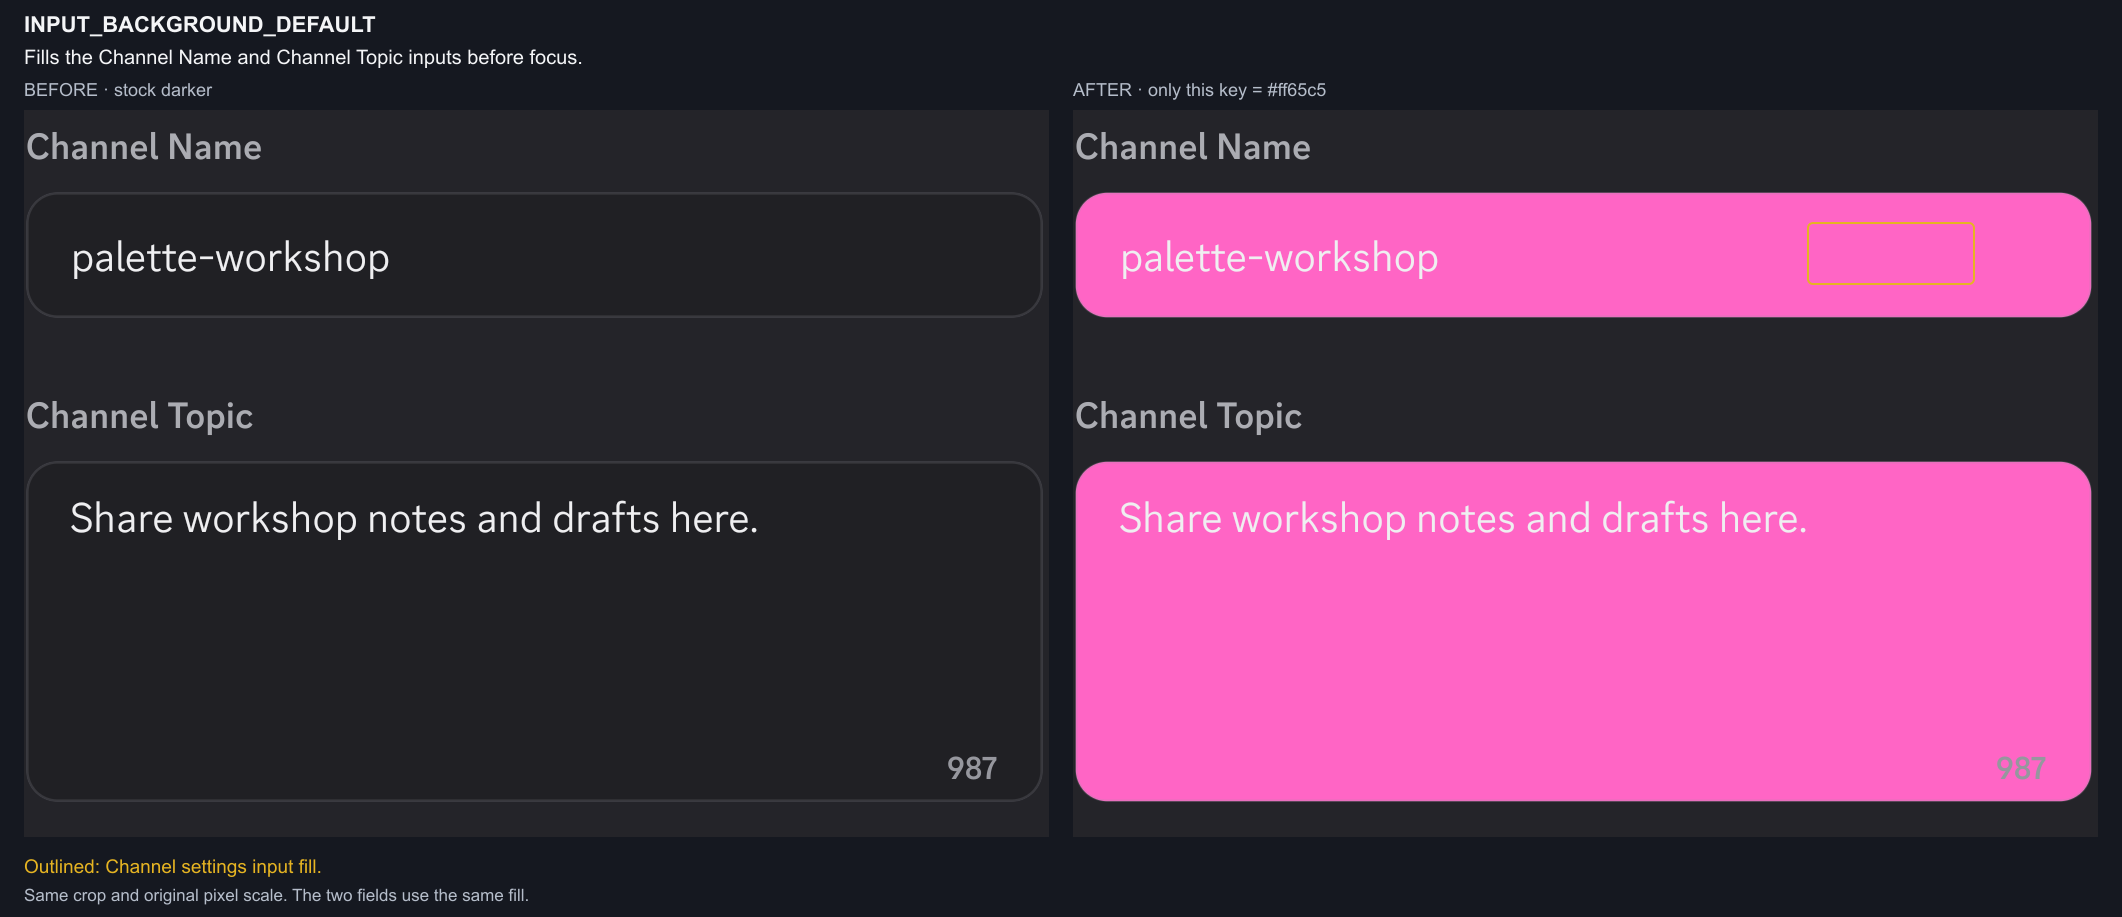 INPUT_BACKGROUND_DEFAULT
Fills the Channel Name and Channel Topic inputs before focus.
BEFORE · stock darker
Channel Name
palette-workshop
Channel Topic
Share workshop notes and drafts here.
987
AFTER · only this key = #ff65c5
Channel Name
palette-workshop
Channel Topic
Share workshop notes and drafts here.
987
Outlined: Channel settings input fill.
Same crop and original pixel scale. The two fields use the same fill.